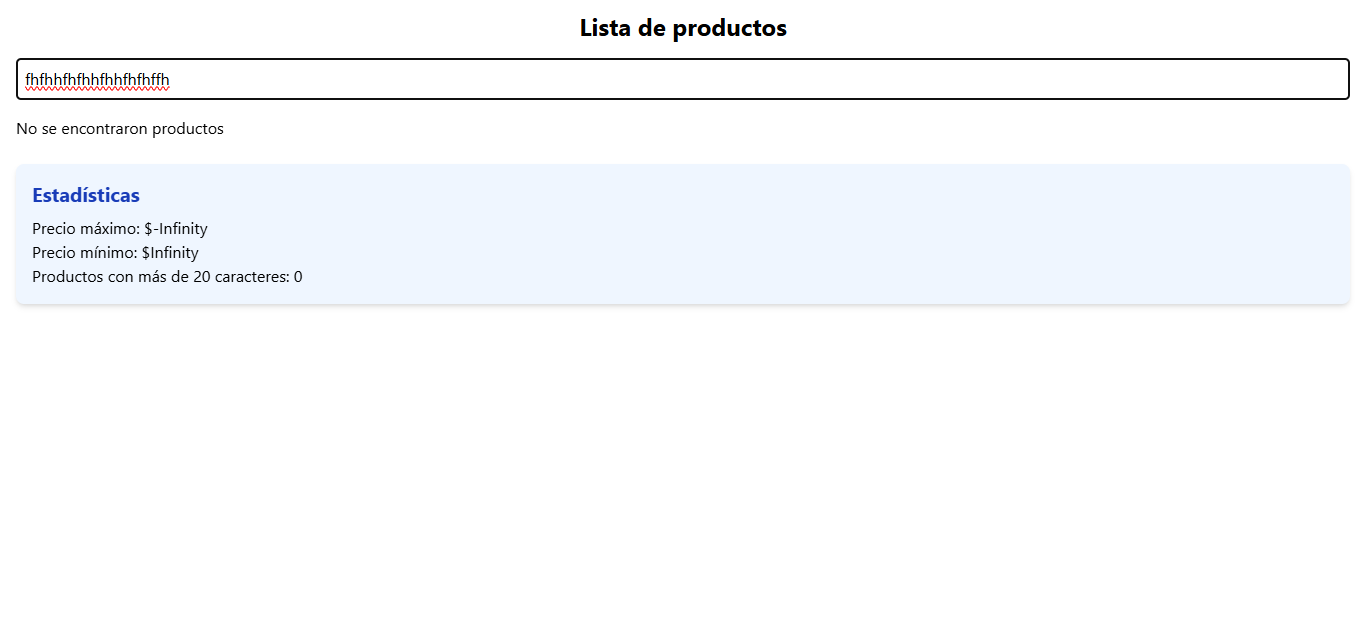 Lista de productos
fhfhhfhfhhfhhfhfhffh
No se encontraron productos
Estadísticas
Precio máximo: $-Infinity
Precio mínimo: $Infinity
Productos con más de 20 caracteres: 0